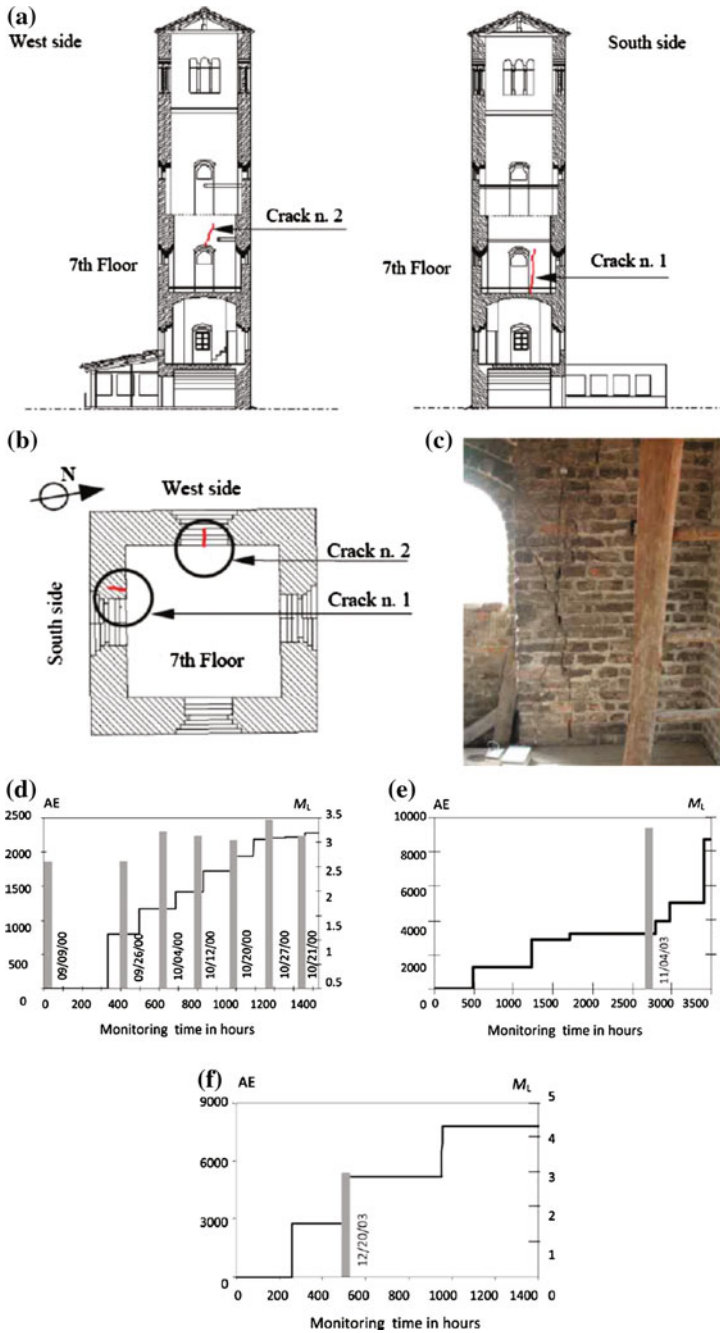 (a)
West side
South side
Crack n. 2
7th Floor
7th Floor
Crack n. 1
(b)
(c)
N
West side
Crack n. 2
South side
Crack n. 1
7th Floor
(d)
AE
M_L
2500
2000
1500
1000
500
0
3.5
3
2.5
2
1.5
1
0.5
09/09/00
09/26/00
10/04/00
10/12/00
10/20/00
10/27/00
10/21/00
0 200 400 600 800 1000 1200 1400
Monitoring time in hours
(e)
AE
M_L
10000
8000
6000
4000
2000
0
11/04/03
0 500 1000 1500 2000 2500 3000 3500
Monitoring time in hours
(f)
AE
M_L
9000
6000
3000
0
5
4
3
2
1
0
12/20/03
0 200 400 600 800 1000 1200 1400
Monitoring time in hours